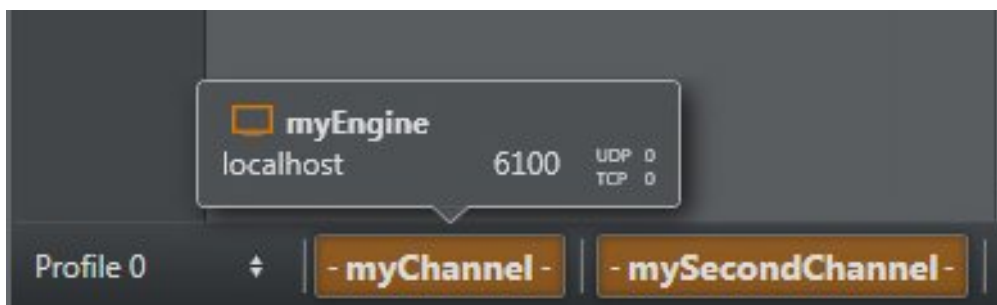 myEngine
localhost 6100 UDP 0
TCP 0
Profile 0 - myChannel - - mySecondChannel -